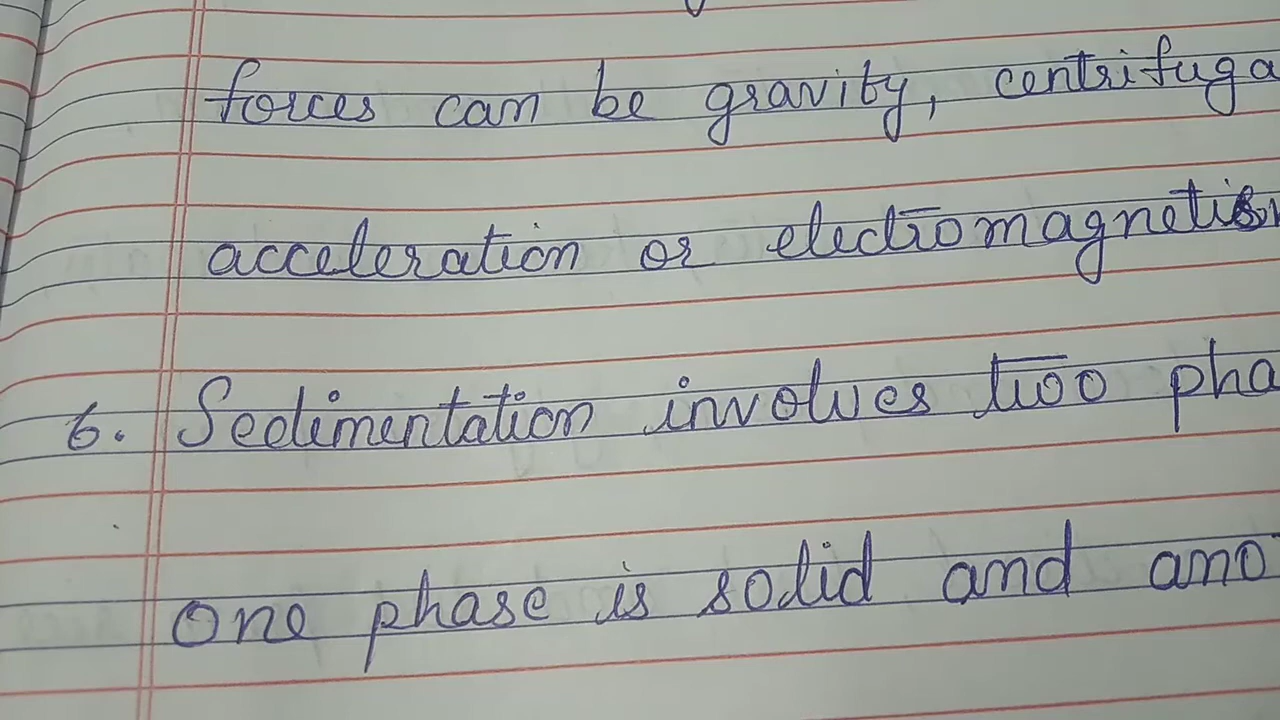 forces can be gravity, centrifuga
acceleration or electromagnetis
6. Sedimentation involves two pha
One phase is solid and ano